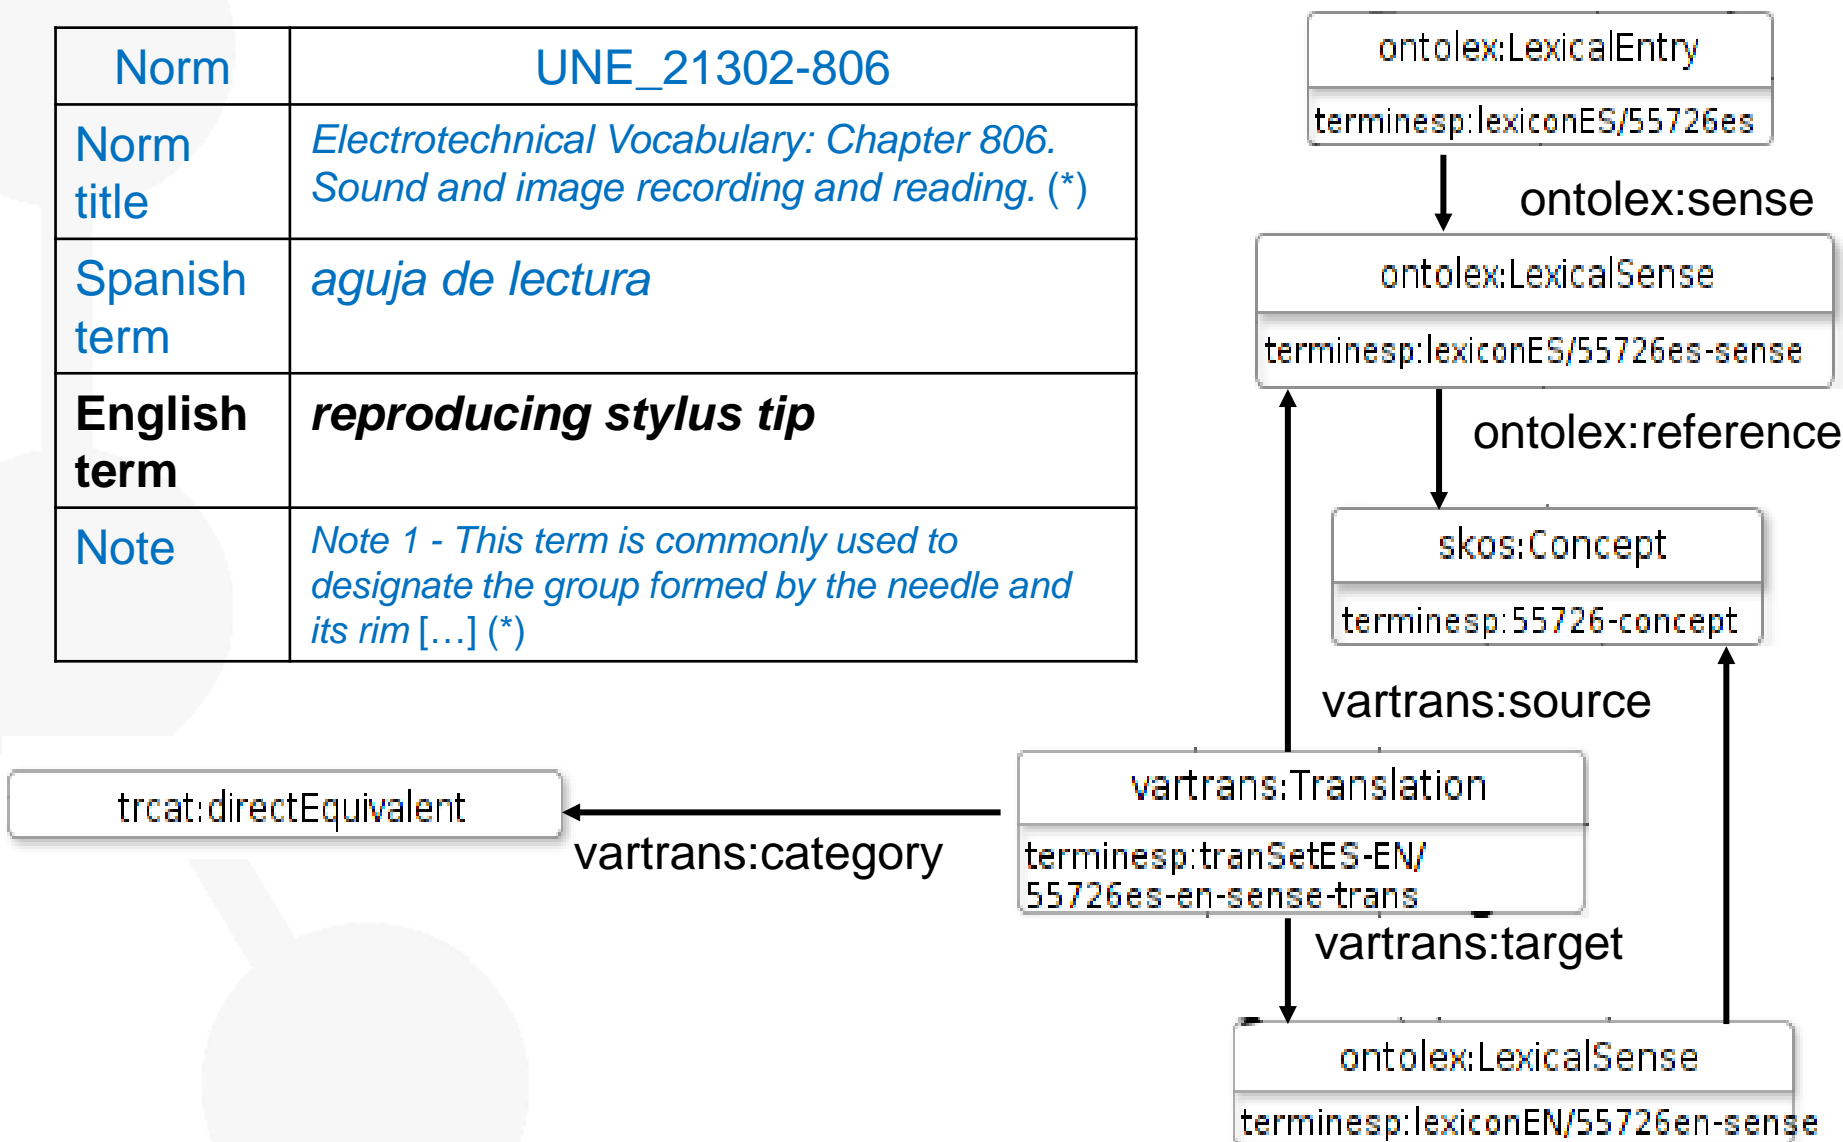 Norm
UNE_21302-806
Norm
title
Electrotechnical Vocabulary: Chapter 806.
Sound and image recording and reading. (*)
Spanish
term
aguja de lectura
English
term
reproducing stylus tip
Note
Note 1 - This term is commonly used to
designate the group formed by the needle and
its rim […] (*)
ontolex:LexicalEntry
terminesp:lexiconES/55726es
ontolex:sense
ontolex:LexicalSense
terminesp:lexiconES/55726es-sense
ontolex:reference
skos:Concept
terminesp:55726-concept
vartrans:source
vartrans:Translation
terminesp:tranSetES-EN/
55726es-en-sense-trans
trcat:directEquivalent
vartrans:category
vartrans:target
ontolex:LexicalSense
terminesp:lexiconEN/55726en-sense